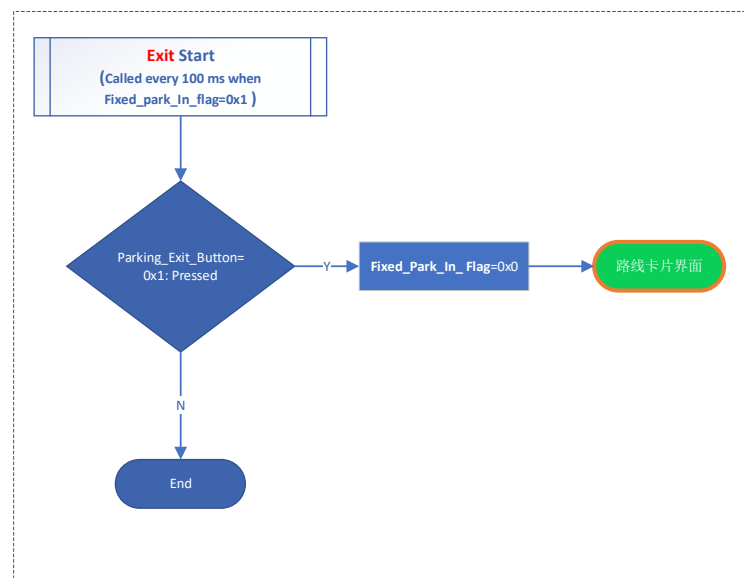 Exit Start
(Called every 100 ms when
Fixed_park_In_flag=0x1 )
Parking_Exit_Button=
0x1: Pressed
Y
Fixed_Park_In_ Flag=0x0
路线卡片界面
N
End